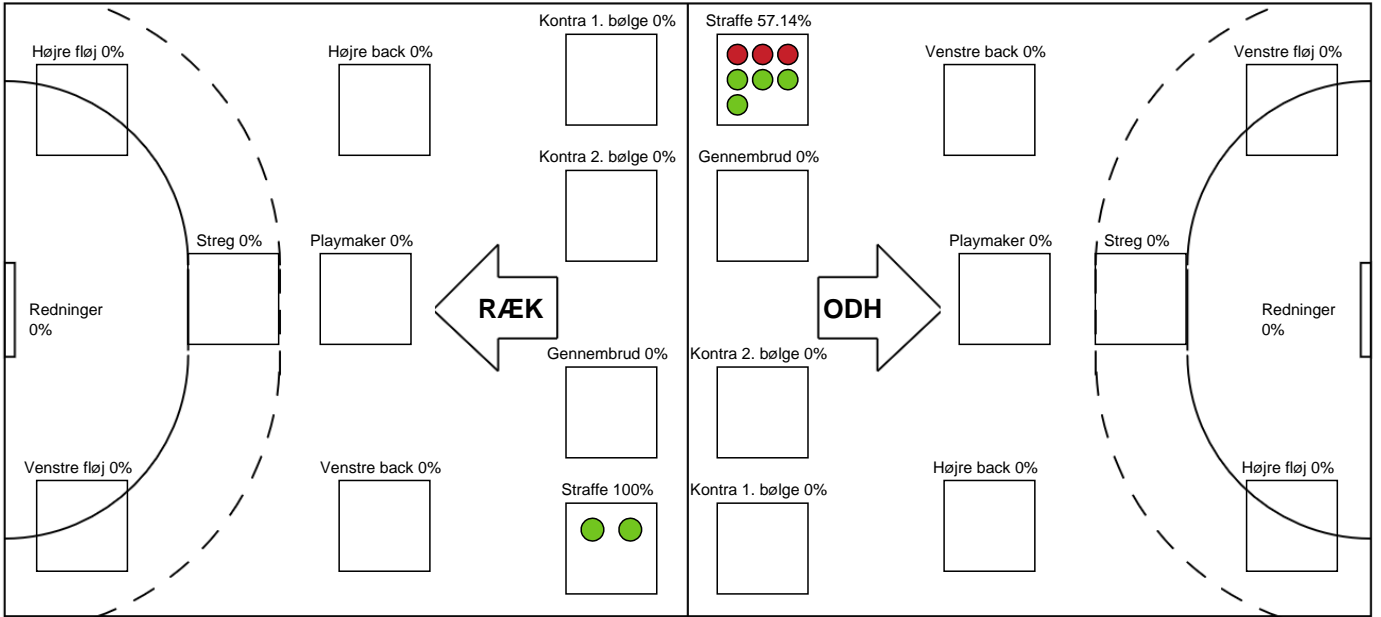 Kontra 1. bølge 0%
Straffe 57.14%
Højre fløj 0%
Højre back 0%
Venstre back 0%
Venstre fløj 0%
Kontra 2. bølge 0%
Gennembrud 0%
Streg 0%
Playmaker 0%
Playmaker 0%
Streg 0%
Redninger
0%
RÆK
ODH
Redninger
0%
Gennembrud 0%
Kontra 2. bølge 0%
Venstre fløj 0%
Venstre back 0%
Højre back 0%
Højre fløj 0%
Straffe 100%
Kontra 1. bølge 0%